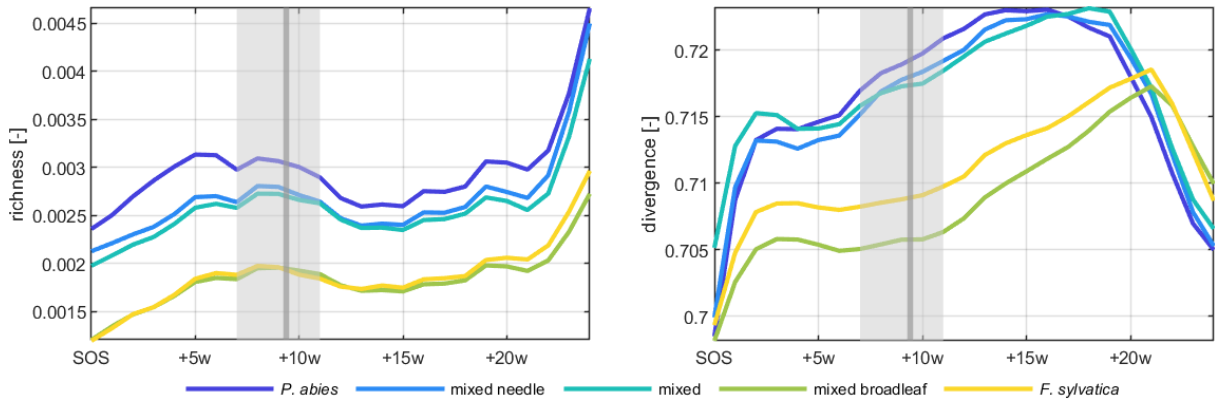 0.0045
0.004
0.0035
0.003
0.0025
0.002
0.0015
richness [-]
SOS +5w +10w +15w +20w
0.72
0.715
0.71
0.705
0.7
divergence [-]
SOS +5w +10w +15w +20w
P. abies mixed needle mixed mixed broadleaf F. sylvatica